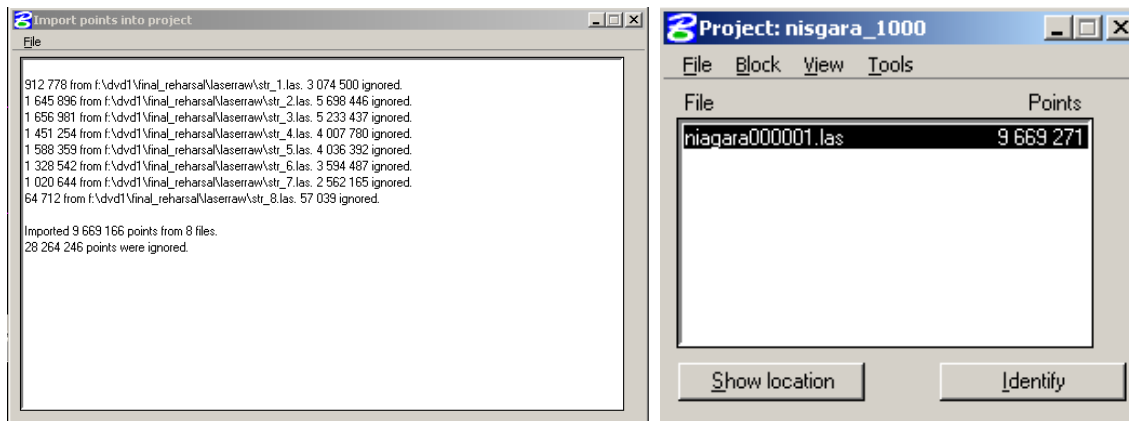 Import points into project
File
912 778 from f:\dvd1\final_reharsal\laserraw\str_1.las. 3 074 500 ignored.
1 645 896 from f:\dvd1\final_reharsal\laserraw\str_2.las. 5 698 446 ignored.
1 656 981 from f:\dvd1\final_reharsal\laserraw\str_3.las. 5 233 437 ignored.
1 451 254 from f:\dvd1\final_reharsal\laserraw\str_4.las. 4 007 780 ignored.
1 588 359 from f:\dvd1\final_reharsal\laserraw\str_5.las. 4 036 392 ignored.
1 328 542 from f:\dvd1\final_reharsal\laserraw\str_6.las. 3 594 487 ignored.
1 020 644 from f:\dvd1\final_reharsal\laserraw\str_7.las. 2 562 165 ignored.
64 712 from f:\dvd1\final_reharsal\laserraw\str_8.las. 57 039 ignored.
Imported 9 669 166 points from 8 files.
28 264 246 points were ignored.
Project: nisgara_1000
File Block View Tools
File Points
niagara000001.las 9 669 271
Show location Identify